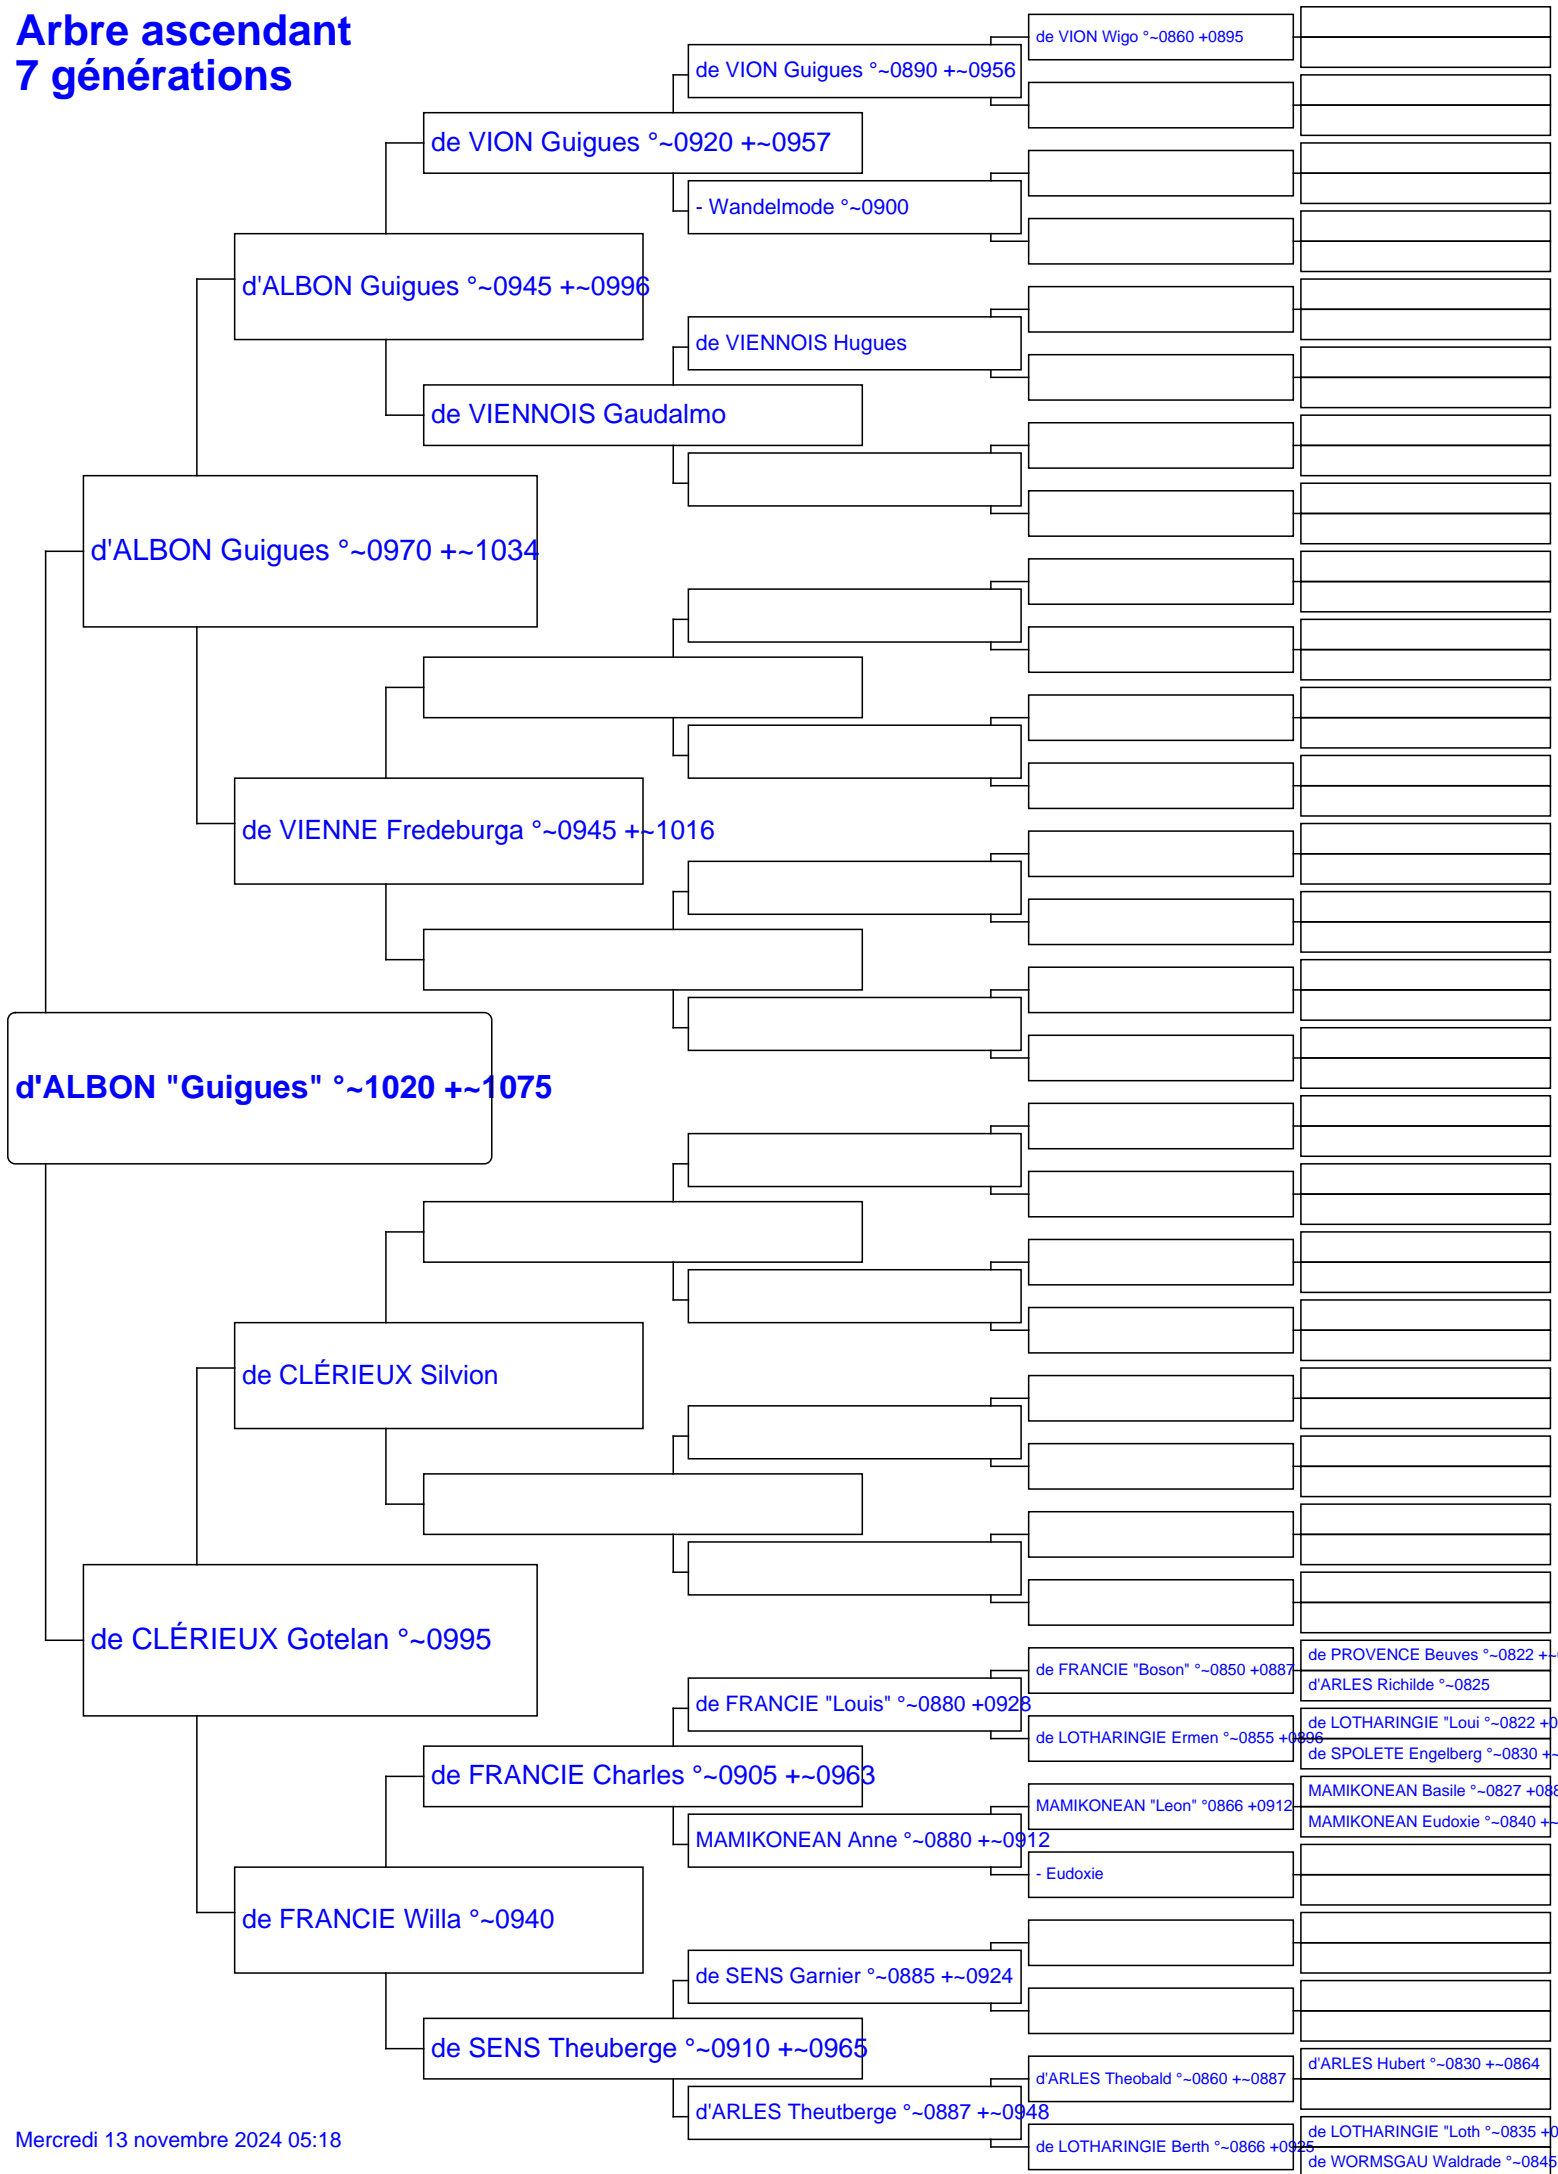 Arbre ascendant
7 générations
de VION Wigo °~0860 +0895
de VION Guigues °~0890 +~0956
de VION Guigues °~0920 +~0957
- Wandelmode °~0900
d'ALBON Guigues °~0945 +~0996
de VIENNOIS Hugues
de VIENNOIS Gaudalmo
d'ALBON Guigues °~0970 +~1034
de VIENNE Fredeburga °~0945 +~1016
d'ALBON "Guigues" °~1020 +~1075
de CLÉRIEUX Silvion
de CLÉRIEUX Gotelan °~0995
de PROVENCE Beuves °~0822 +~
de FRANCIE "Boson" °~0850 +0887
d'ARLES Richilde °~0825
de FRANCIE "Louis" °~0880 +0928
de LOTHARINGIE "Loui °~0822 +0
de LOTHARINGIE Ermen °~0855 +0896
de SPOLETE Engelberg °~0830 +~
de FRANCIE Charles °~0905 +~0963
MAMIKONEAN Basile °~0827 +088
MAMIKONEAN "Leon" °0866 +0912
MAMIKONEAN Eudoxie °~0840 +~
MAMIKONEAN Anne °~0880 +~0912
- Eudoxie
de FRANCIE Willa °~0940
de SENS Garnier °~0885 +~0924
de SENS Theuberge °~0910 +~0965
d'ARLES Hubert °~0830 +~0864
d'ARLES Theobald °~0860 +~0887
d'ARLES Theutberge °~0887 +~0948
de LOTHARINGIE "Loth °~0835 +0
de LOTHARINGIE Berth °~0866 +0925
de WORMSGAU Waldrade °~0845
Mercredi 13 novembre 2024 05:18